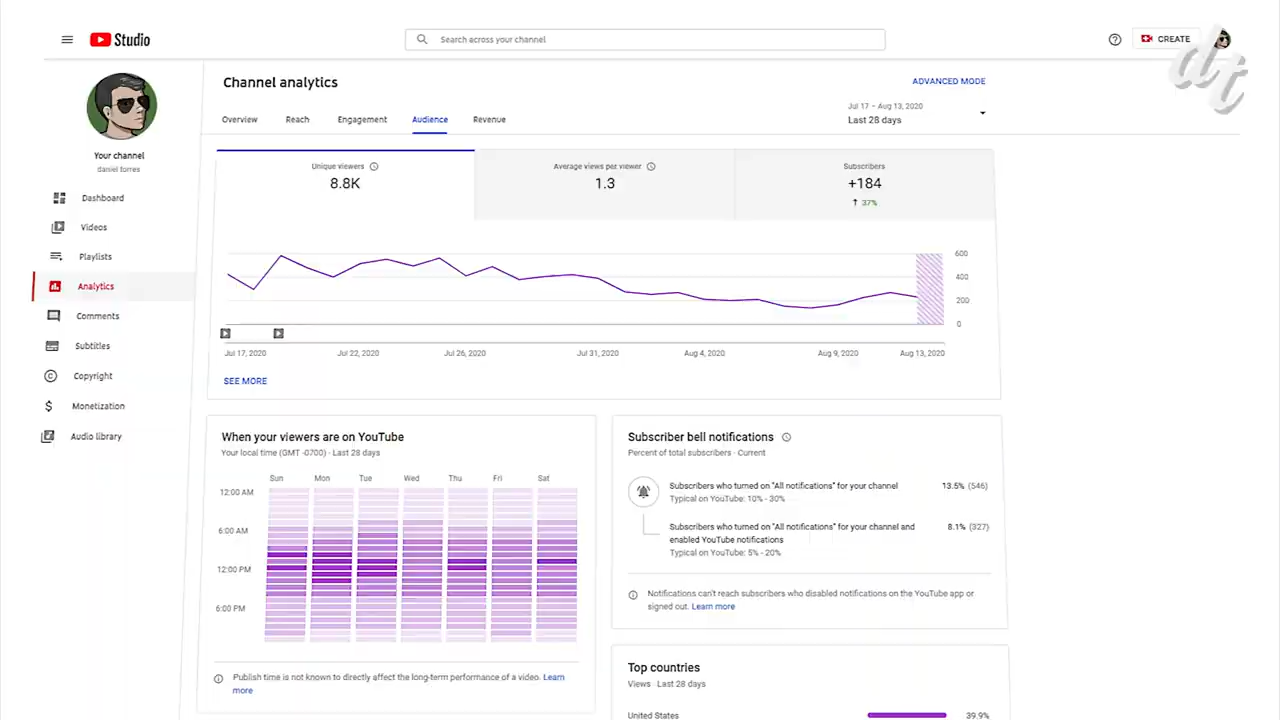 Studio
Search across your channel
CREATE
dt
Channel analytics
ADVANCED MODE
Jul 17 – Aug 13, 2020
Last 28 days
Overview
Reach
Engagement
Audience
Revenue
Your channel
daniel torres
Dashboard
Videos
Playlists
Analytics
Comments
Subtitles
Copyright
Monetization
Audio library
Unique viewers
8.8K
Average views per viewer
1.3
Subscribers
+184
↑ 37%
600
400
200
0
Jul 17, 2020
Jul 22, 2020
Jul 26, 2020
Jul 31, 2020
Aug 4, 2020
Aug 9, 2020
Aug 13, 2020
SEE MORE
When your viewers are on YouTube
Your local time (GMT -0700) · Last 28 days
Sun Mon Tue Wed Thu Fri Sat
12:00 AM
6:00 AM
12:00 PM
6:00 PM
Publish time is not known to directly affect the long-term performance of a video. Learn
more
Subscriber bell notifications
Percent of total subscribers · Current
Subscribers who turned on "All notifications" for your channel
13.5% (546)
Typical on YouTube: 10% - 30%
Subscribers who turned on "All notifications" for your channel and
8.1% (327)
enabled YouTube notifications
Typical on YouTube: 5% - 20%
Notifications can't reach subscribers who disabled notifications on the YouTube app or
signed out. Learn more
Top countries
Views · Last 28 days
United States
39.9%